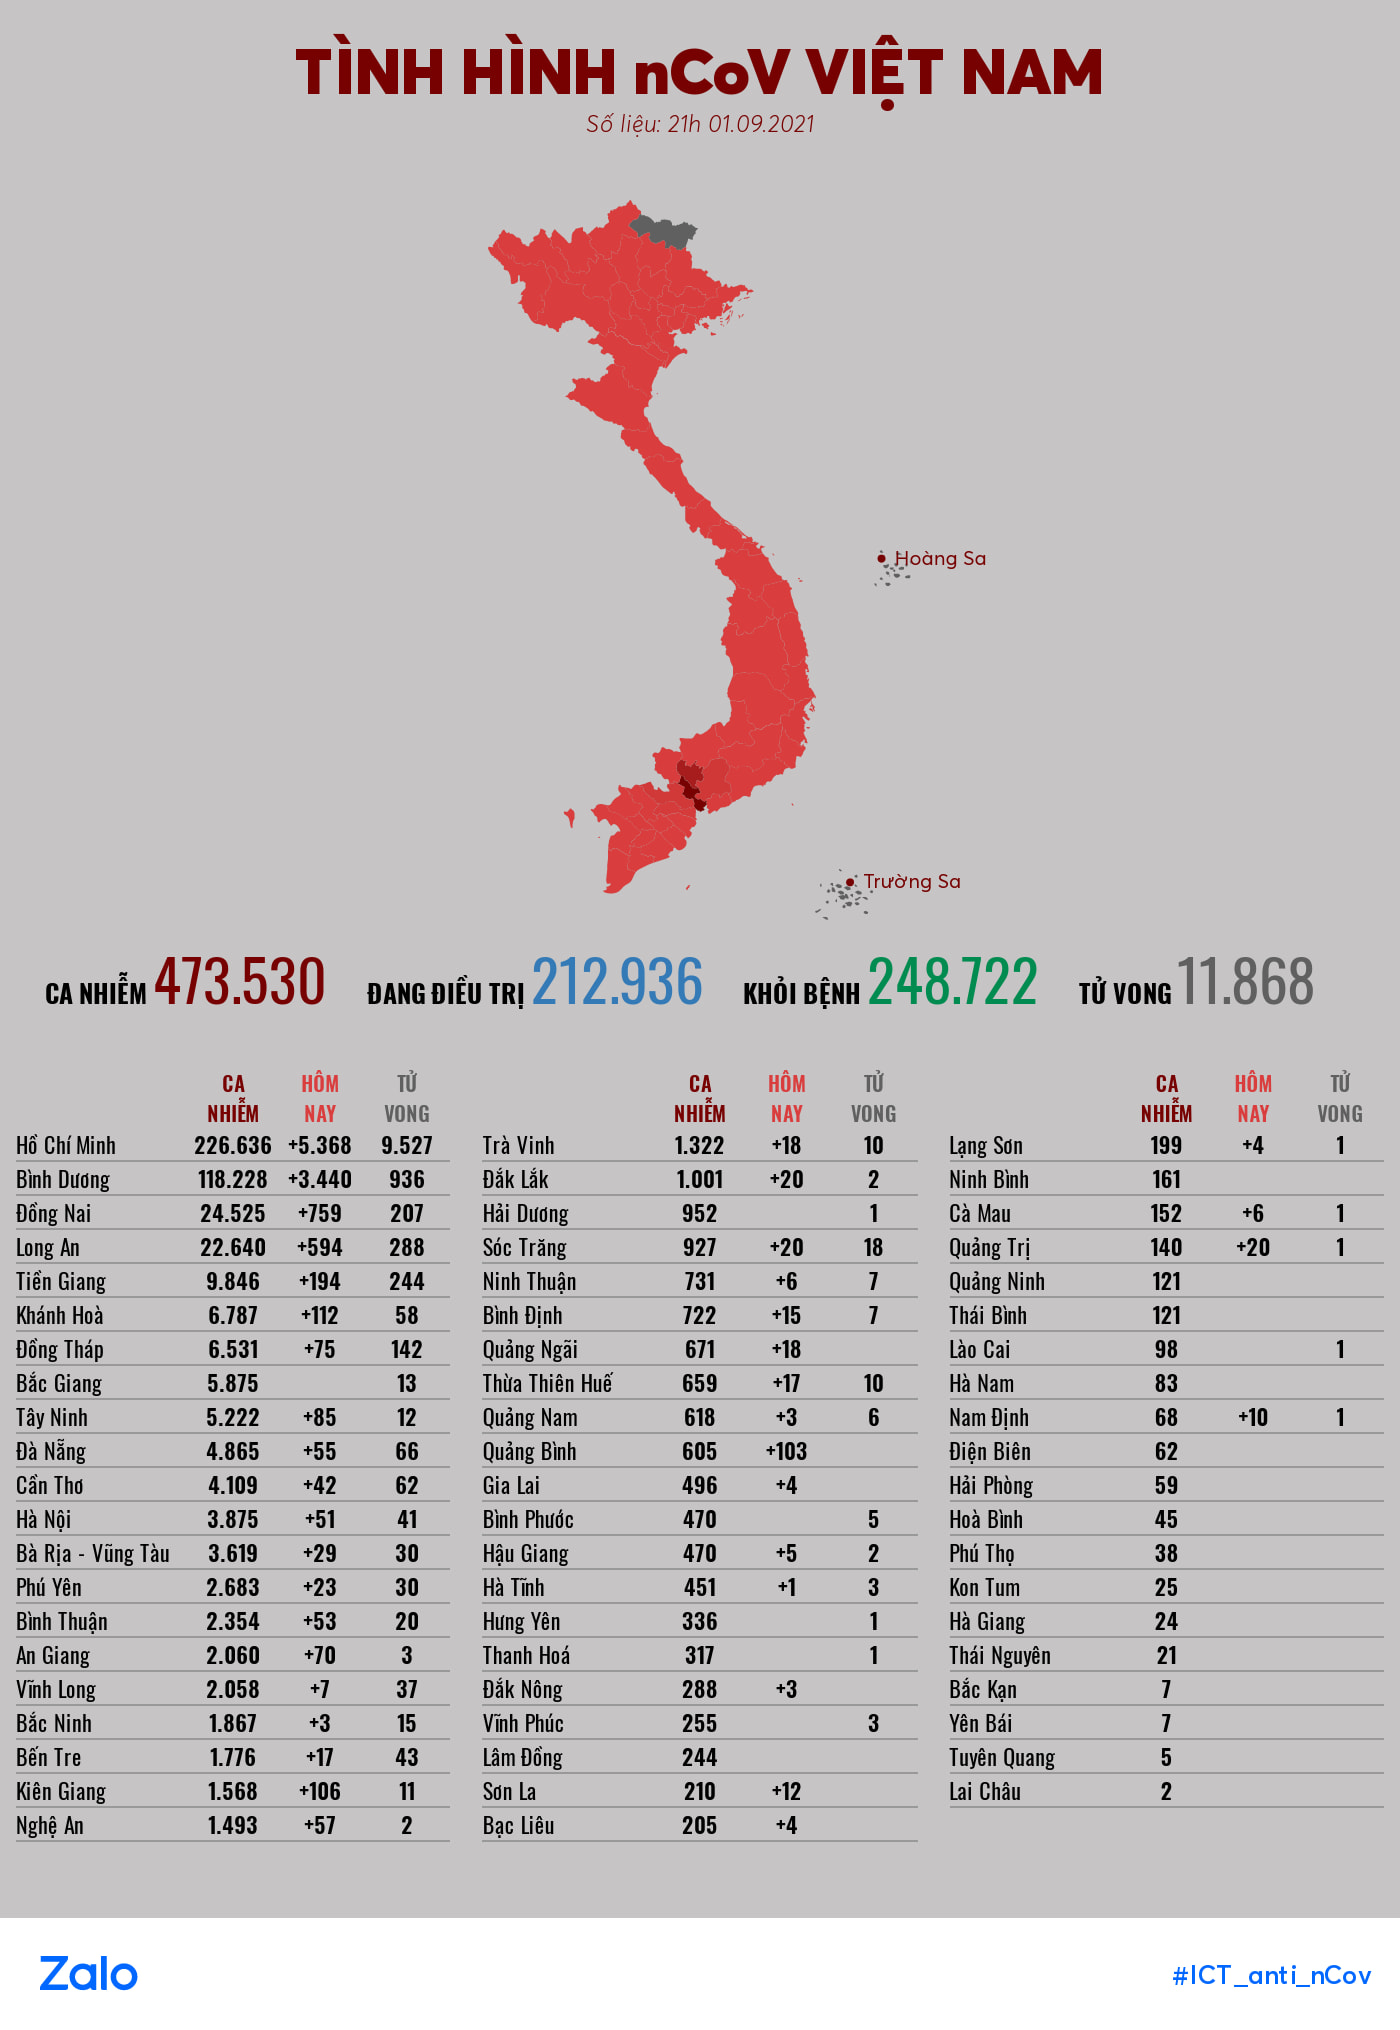 TÌNH HÌNH nCoV VIỆT NAM
Số liệu: 21h 01.09.2021
Hoàng Sa
Trường Sa
CA NHIỄM 473.530 ĐANG ĐIỀU TRỊ 212.936 KHỎI BỆNH 248.722 TỬ VONG 11.868
CA NHIỄM HÔM NAY TỬ VONG
Hồ Chí Minh 226.636 +5.368 9.527
Bình Dương 118.228 +3.440 936
Đồng Nai 24.525 +759 207
Long An 22.640 +594 288
Tiền Giang 9.846 +194 244
Khánh Hoà 6.787 +112 58
Đồng Tháp 6.531 +75 142
Bắc Giang 5.875 13
Tây Ninh 5.222 +85 12
Đà Nẵng 4.865 +55 66
Cần Thơ 4.109 +42 62
Hà Nội 3.875 +51 41
Bà Rịa - Vũng Tàu 3.619 +29 30
Phú Yên 2.683 +23 30
Bình Thuận 2.354 +53 20
An Giang 2.060 +70 3
Vĩnh Long 2.058 +7 37
Bắc Ninh 1.867 +3 15
Bến Tre 1.776 +17 43
Kiên Giang 1.568 +106 11
Nghệ An 1.493 +57 2
CA NHIỄM HÔM NAY TỬ VONG
Trà Vinh 1.322 +18 10
Đắk Lắk 1.001 +20 2
Hải Dương 952 1
Sóc Trăng 927 +20 18
Ninh Thuận 731 +6 7
Bình Định 722 +15 7
Quảng Ngãi 671 +18
Thừa Thiên Huế 659 +17 10
Quảng Nam 618 +3 6
Quảng Bình 605 +103
Gia Lai 496 +4
Bình Phước 470 5
Hậu Giang 470 +5 2
Hà Tĩnh 451 +1 3
Hưng Yên 336 1
Thanh Hoá 317 1
Đắk Nông 288 +3
Vĩnh Phúc 255 3
Lâm Đồng 244
Sơn La 210 +12
Bạc Liêu 205 +4
CA NHIỄM HÔM NAY TỬ VONG
Lạng Sơn 199 +4 1
Ninh Bình 161
Cà Mau 152 +6 1
Quảng Trị 140 +20 1
Quảng Ninh 121
Thái Bình 121
Lào Cai 98 1
Hà Nam 83
Nam Định 68 +10 1
Điện Biên 62
Hải Phòng 59
Hoà Bình 45
Phú Thọ 38
Kon Tum 25
Hà Giang 24
Thái Nguyên 21
Bắc Kạn 7
Yên Bái 7
Tuyên Quang 5
Lai Châu 2
Zalo
#ICT_anti_nCov